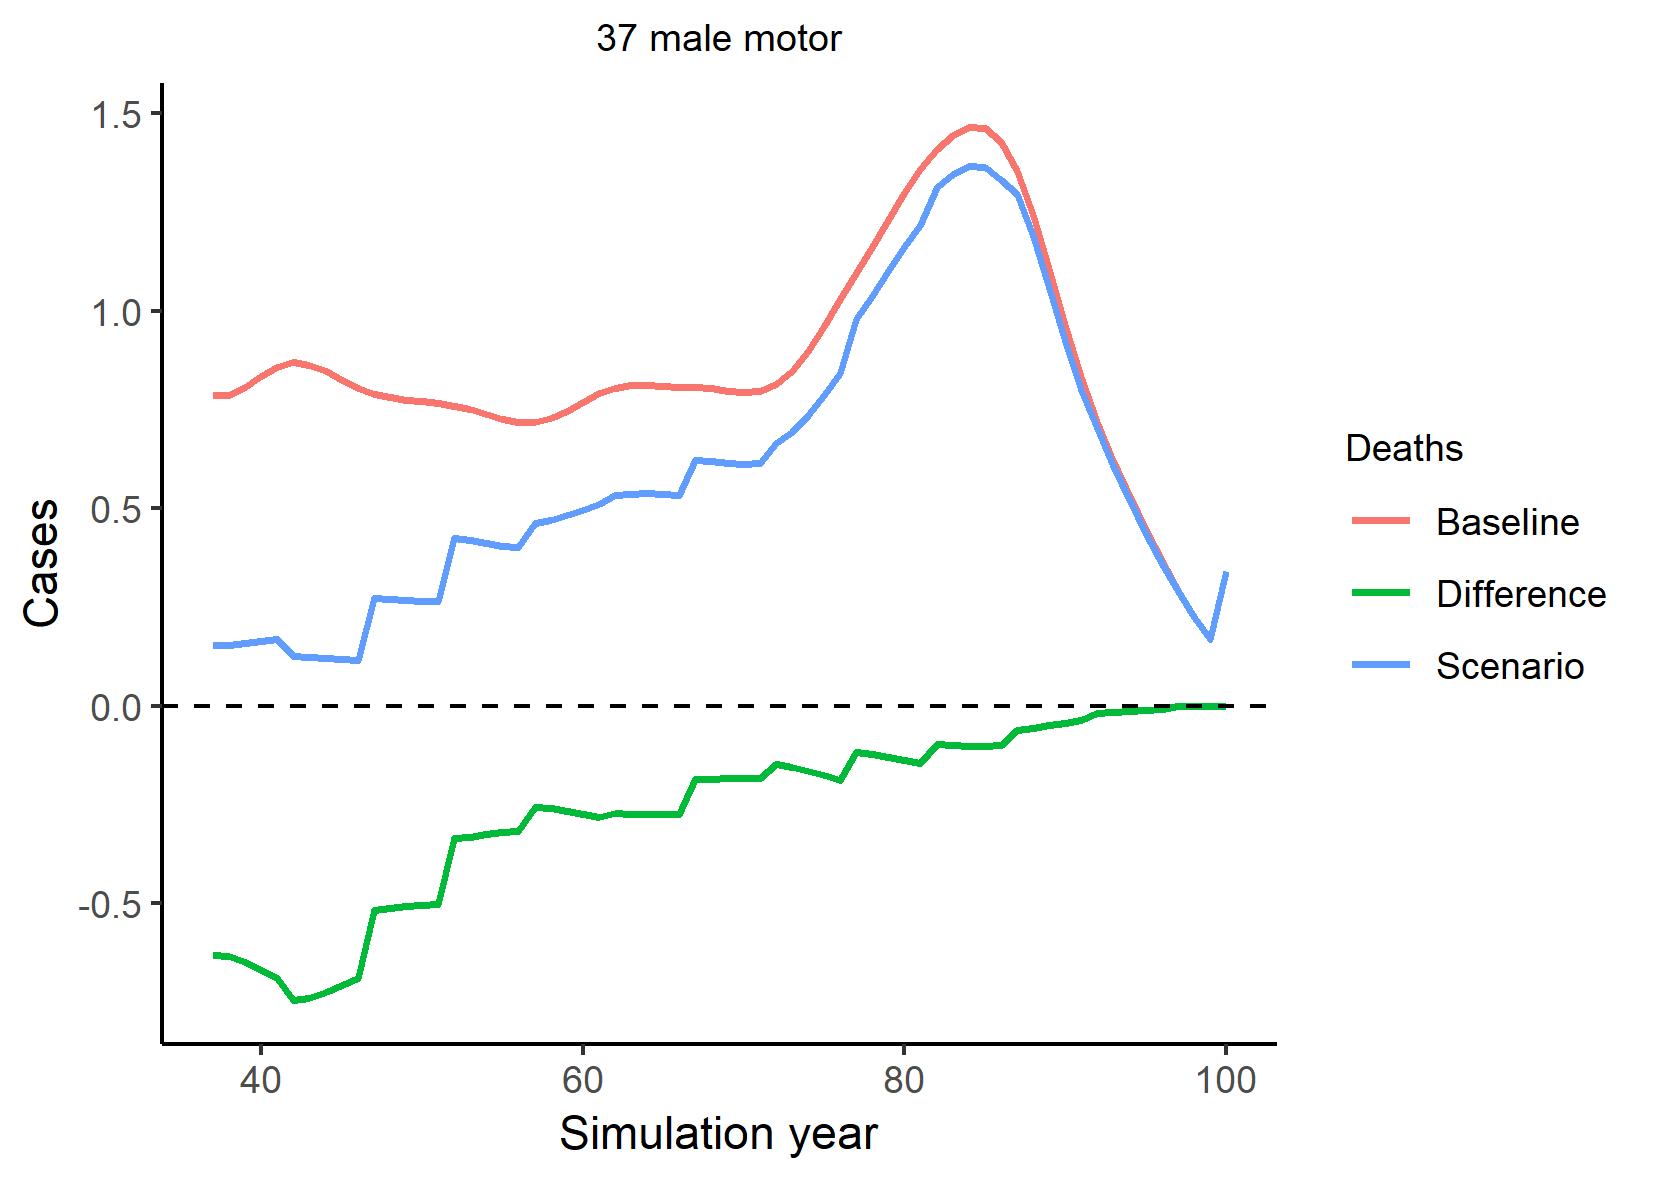 37 male motor
1.5
1.0
0.5
0.0
-0.5
Cases
40 60 80 100
Simulation year
Deaths
Baseline
Difference
Scenario